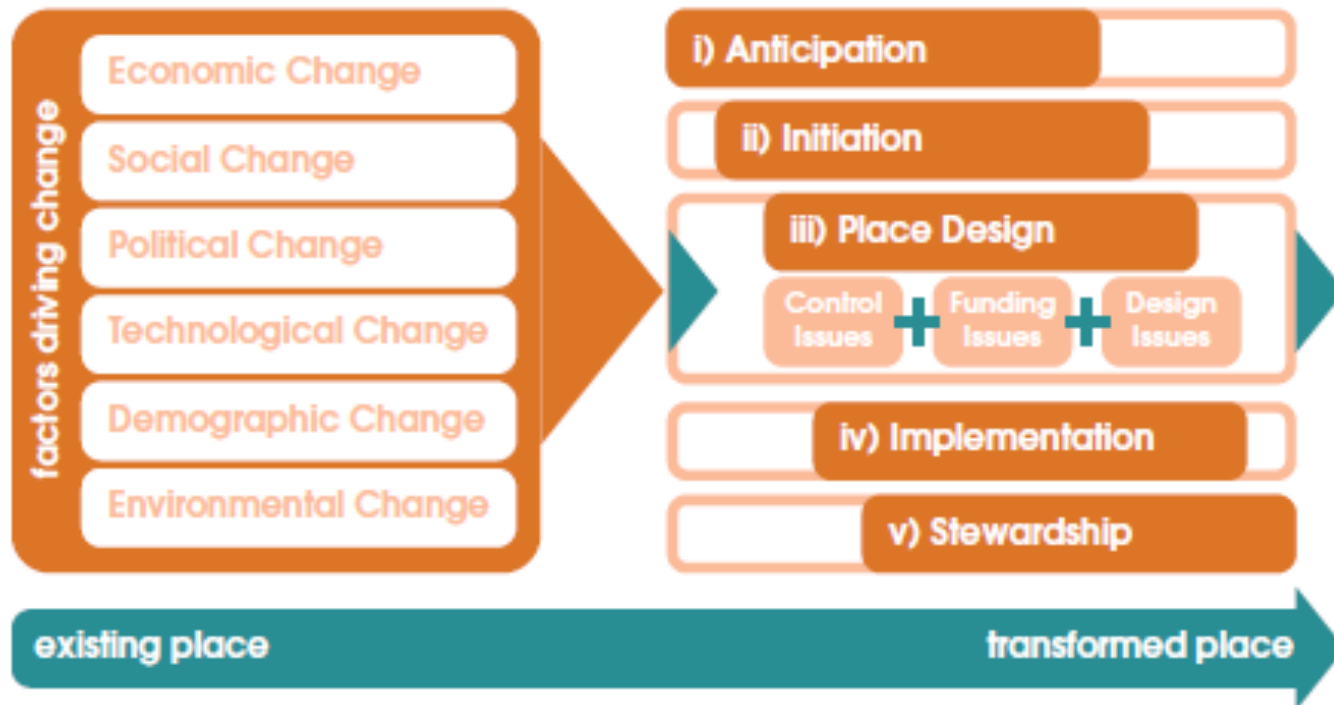 factors driving change
Economic Change
Social Change
Political Change
Technological Change
Demographic Change
Environmental Change
i) Anticipation
ii) Initiation
iii) Place Design
Control
Issues
+
Funding
Issues
+
Design
Issues
iv) Implementation
v) Stewardship
existing place
transformed place